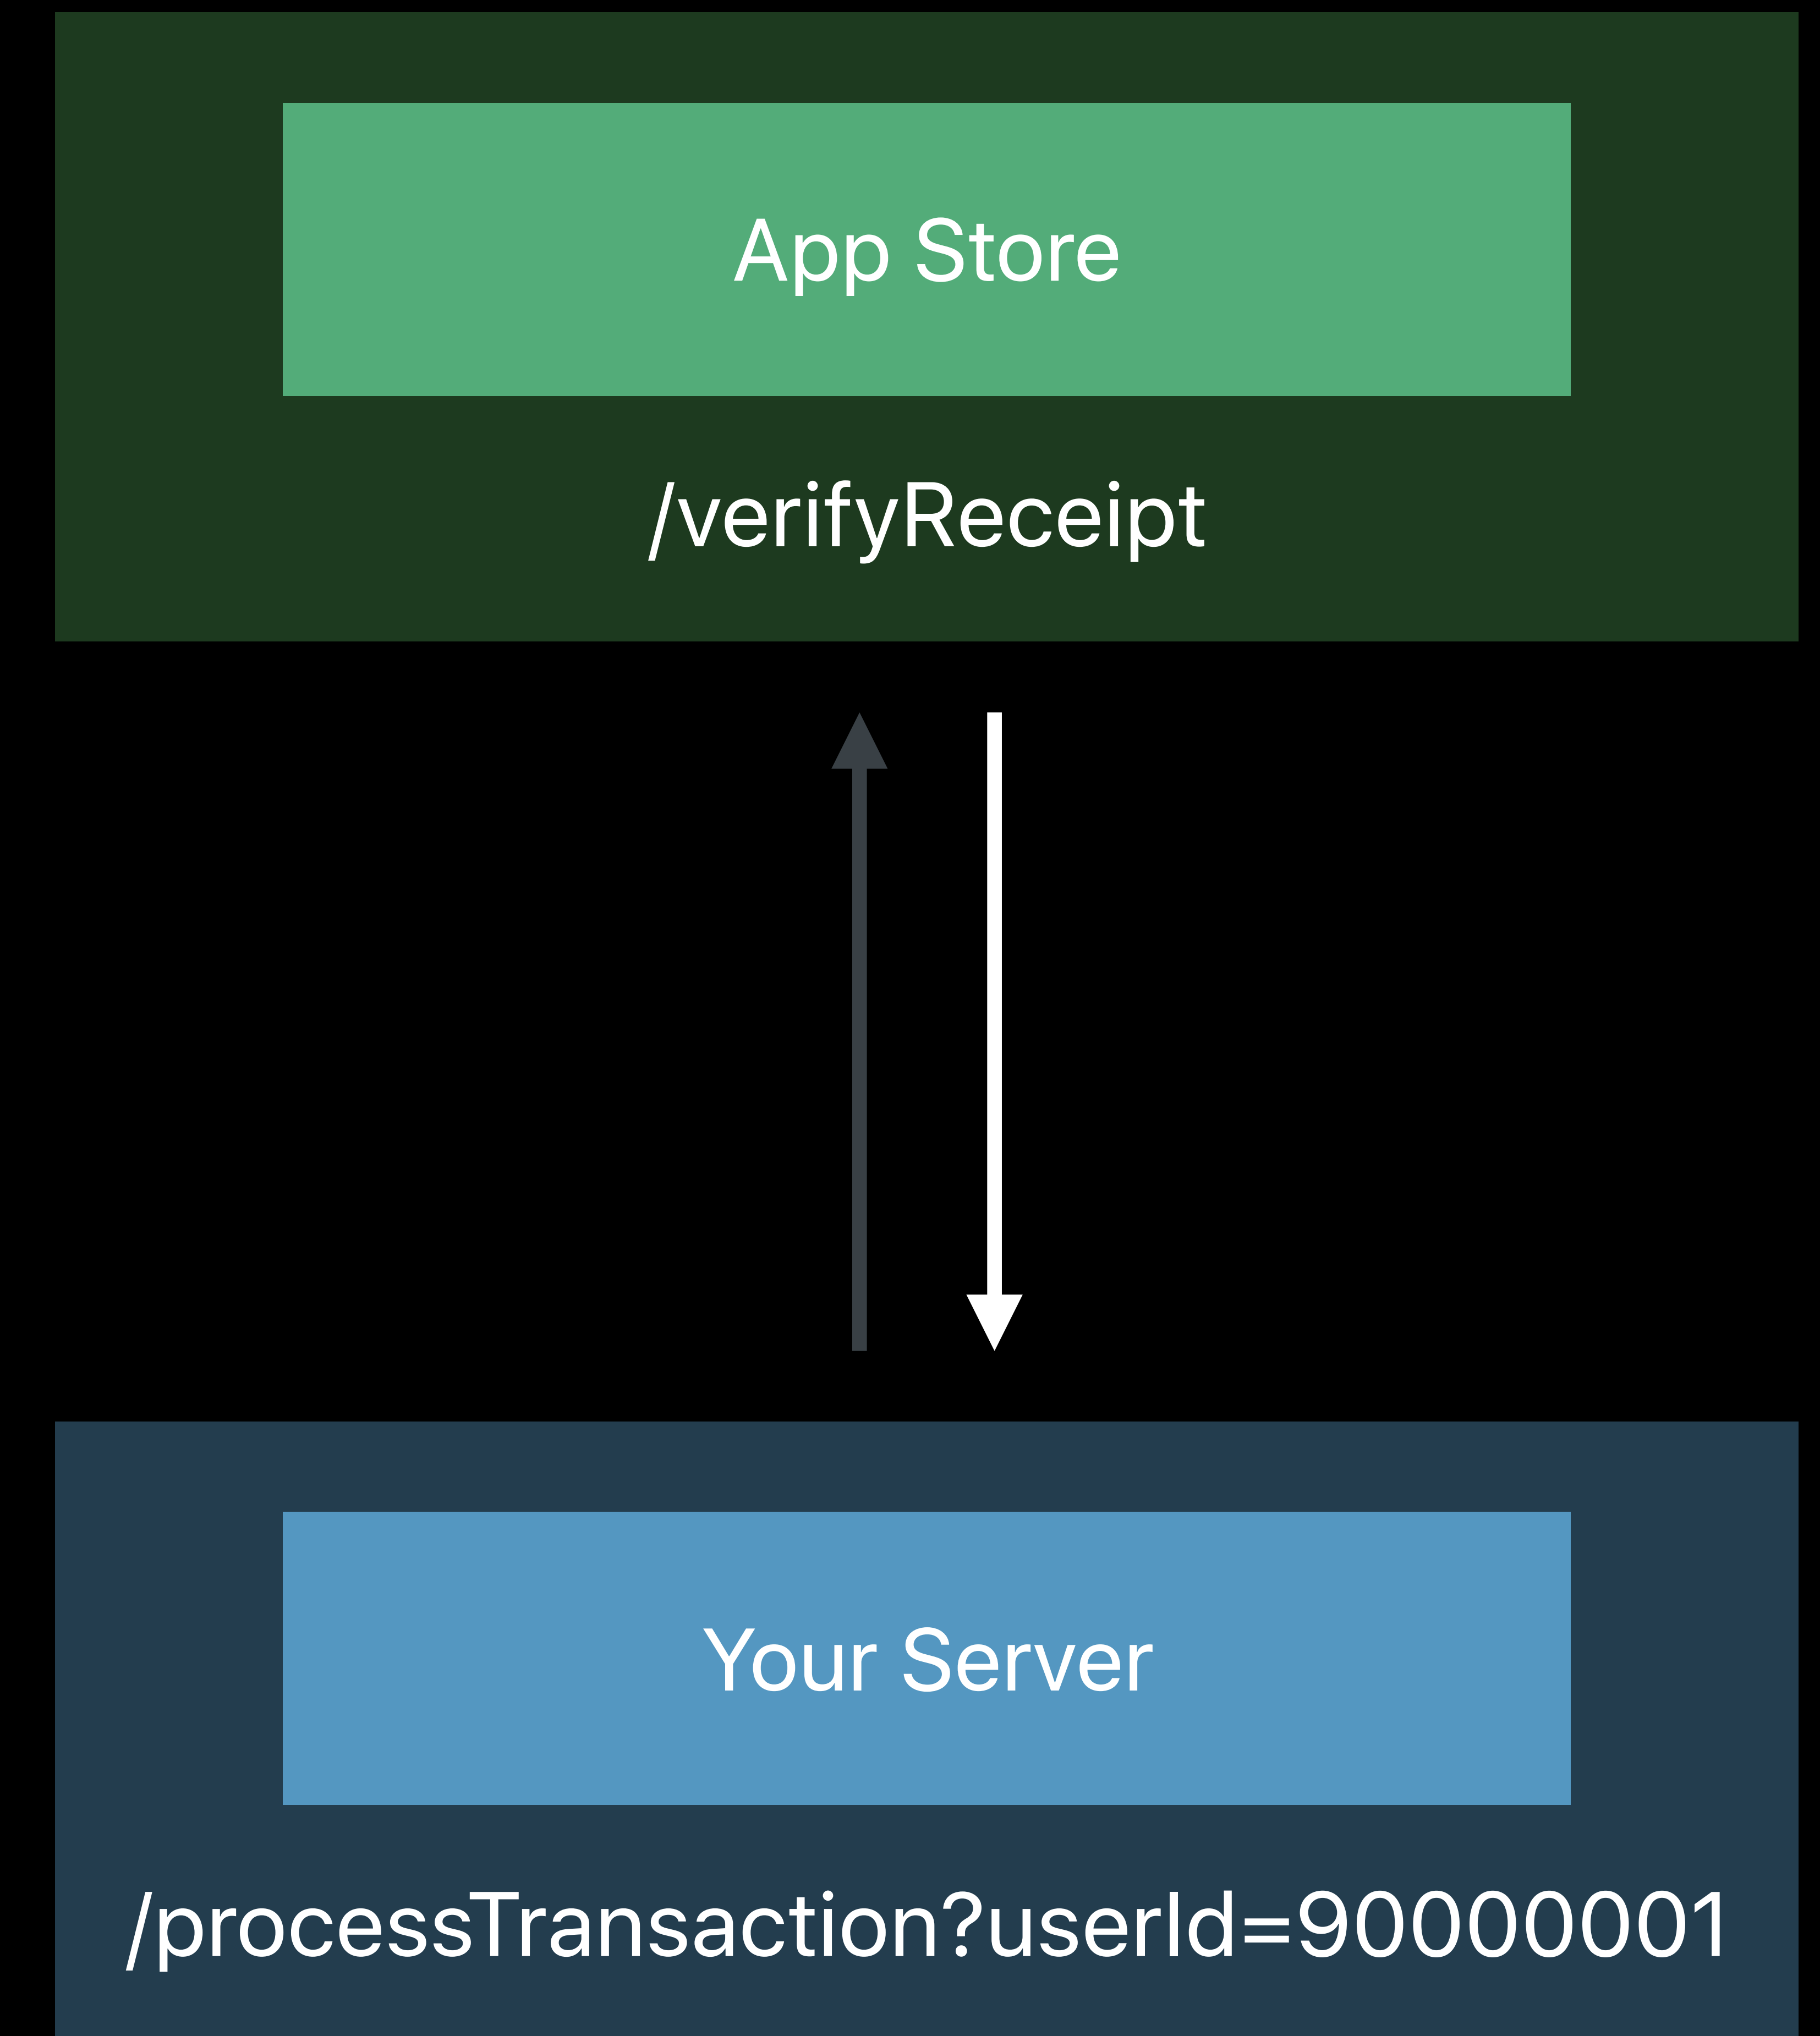 App Store
/verifyReceipt
Your Server
/processTransaction?userId=90000001